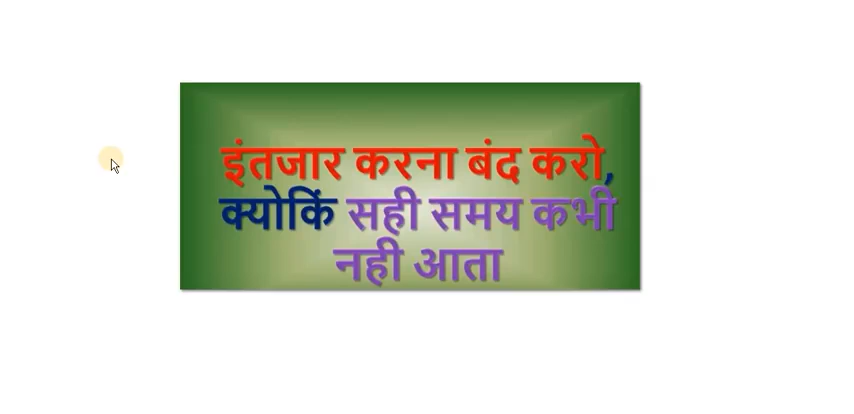 इंतजार करना बंद करो,
क्योकिं सही समय कभी
नही आता